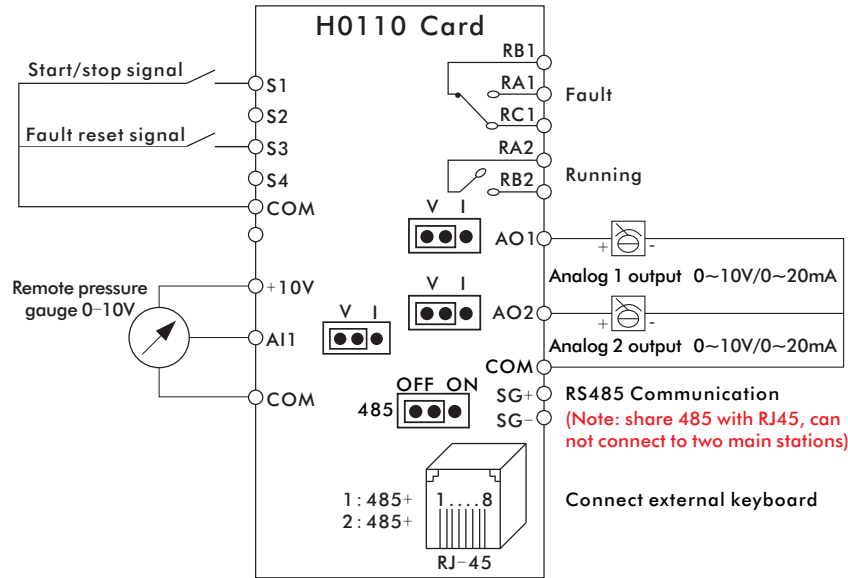 H0110 Card
Start/stop signal
S1
S2
Fault reset signal
S3
S4
COM
Remote pressure
gauge 0-10V
+10V
AI1
COM
V I
RB1
RA1
RC1
Fault
RA2
RB2
Running
V I
AO1
+ -
Analog 1 output 0~10V/0~20mA
V I
AO2
+ -
Analog 2 output 0~10V/0~20mA
COM
OFF ON
485
SG+
SG-
RS485 Communication
(Note: share 485 with RJ45, can
not connect to two main stations)
1:485+
2:485+
1....8
RJ-45
Connect external keyboard